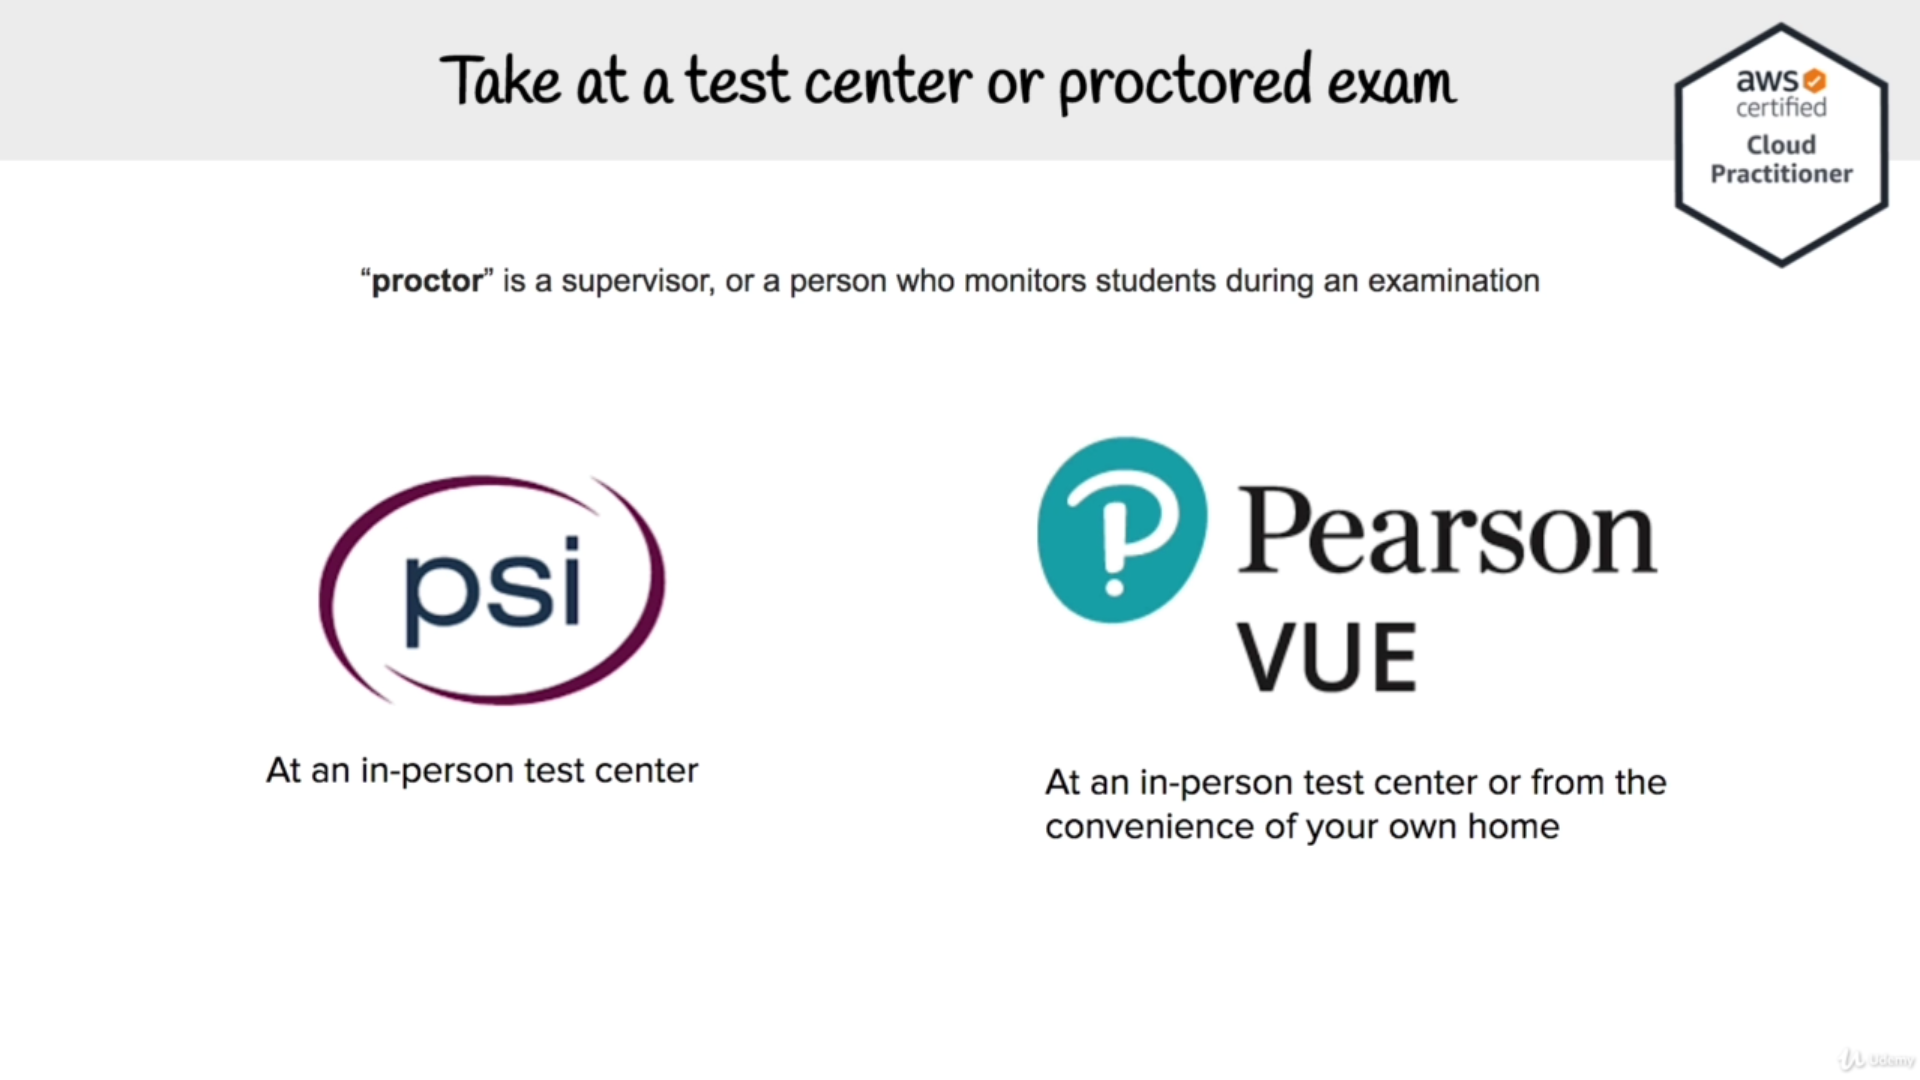 Take at a test center or proctored exam
aws
certified
Cloud
Practitioner
“proctor” is a supervisor, or a person who monitors students during an examination
psi
Pearson
VUE
At an in-person test center
At an in-person test center or from the
convenience of your own home
Udemy